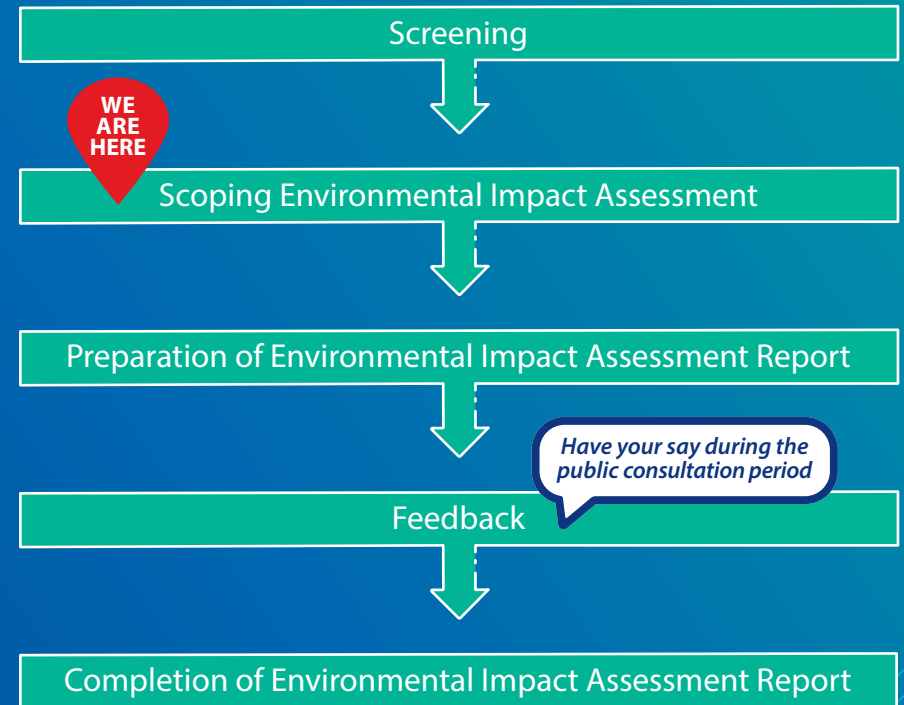 Screening
WE
ARE
HERE
Scoping Environmental Impact Assessment
Preparation of Environmental Impact Assessment Report
Have your say during the
public consultation period
Feedback
Completion of Environmental Impact Assessment Report